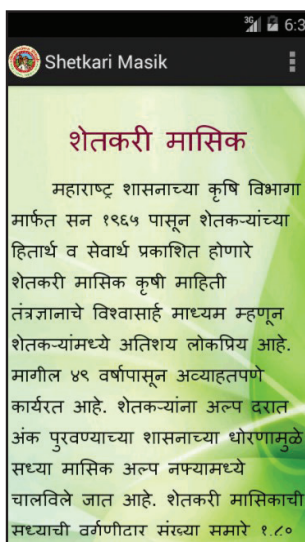 3G 6:3
Shetkari Masik
शेतकरी मासिक
महाराष्ट्र शासनाच्या कृषि विभागा
मार्फत सन १९६५ पासून शेतकऱ्यांच्या
हितार्थ व सेवार्थ प्रकाशित होणारे
शेतकरी मासिक कृषी माहिती
तंत्रज्ञानाचे विश्वासार्ह माध्यम म्हणून
शेतकऱ्यांमध्ये अतिशय लोकप्रिय आहे.
मागील ४९ वर्षापासून अव्याहतपणे
कार्यरत आहे. शेतकऱ्यांना अल्प दरात
अंक पुरवण्याच्या शासनाच्या धोरणामुळे
सध्या मासिक अल्प नफ्यामध्ये
चालविले जात आहे. शेतकरी मासिकाची
सध्याची वर्गणीदार संख्या सुमारे १.८०